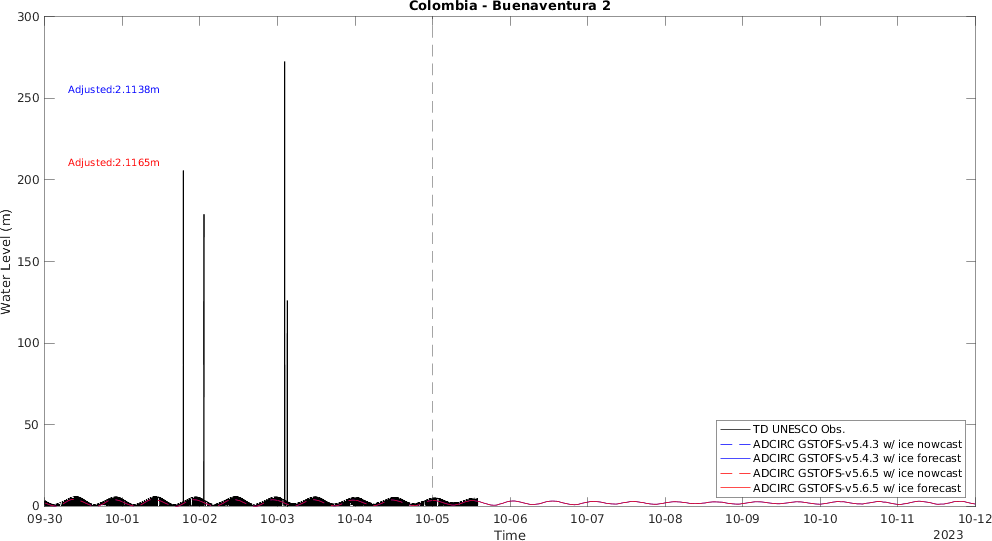 Colombia - Buenaventura 2
300
250
200
150
100
50
0
Water Level (m)
Adjusted:2.1138m
Adjusted:2.1165m
TD UNESCO Obs.
ADCIRC GSTOFS-v5.4.3 w/ ice nowcast
ADCIRC GSTOFS-v5.4.3 w/ ice forecast
ADCIRC GSTOFS-v5.6.5 w/ ice nowcast
ADCIRC GSTOFS-v5.6.5 w/ ice forecast
09-30 10-01 10-02 10-03 10-04 10-05 10-06 10-07 10-08 10-09 10-10 10-11 10-12
Time
2023